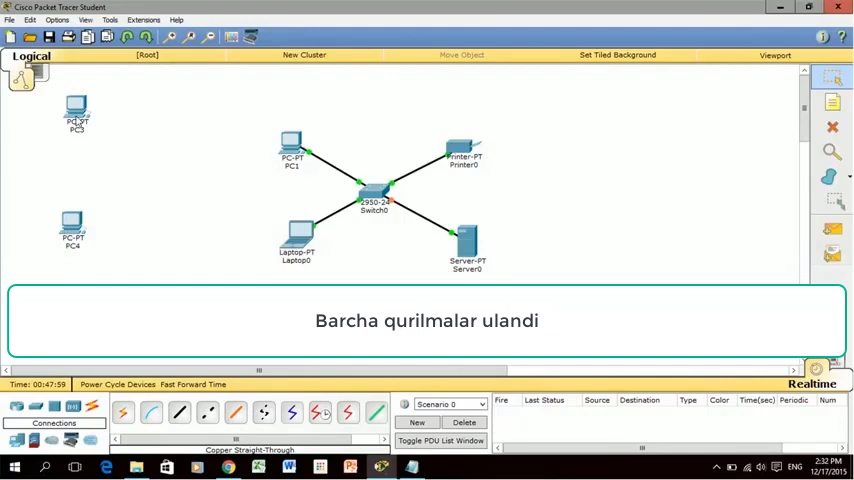 Cisco Packet Tracer Student
File Edit Options View Tools Extensions Help
Logical [Root] New Cluster Move Object Set Tiled Background Viewport
PC-PT
PC3
PC-PT
PC1
Printer-PT
Printer0
2950-24
Switch0
PC-PT
PC4
Laptop-PT
Laptop0
Server-PT
Server0
Barcha qurilmalar ulandi
Realtime
Time: 00:47:59 Power Cycle Devices Fast Forward Time
Connections
Copper Straight-Through
Scenario 0
New Delete
Toggle PDU List Window
Fire Last Status Source Destination Type Color Time(sec) Periodic Num
ENG
2:32 PM
12/17/2015